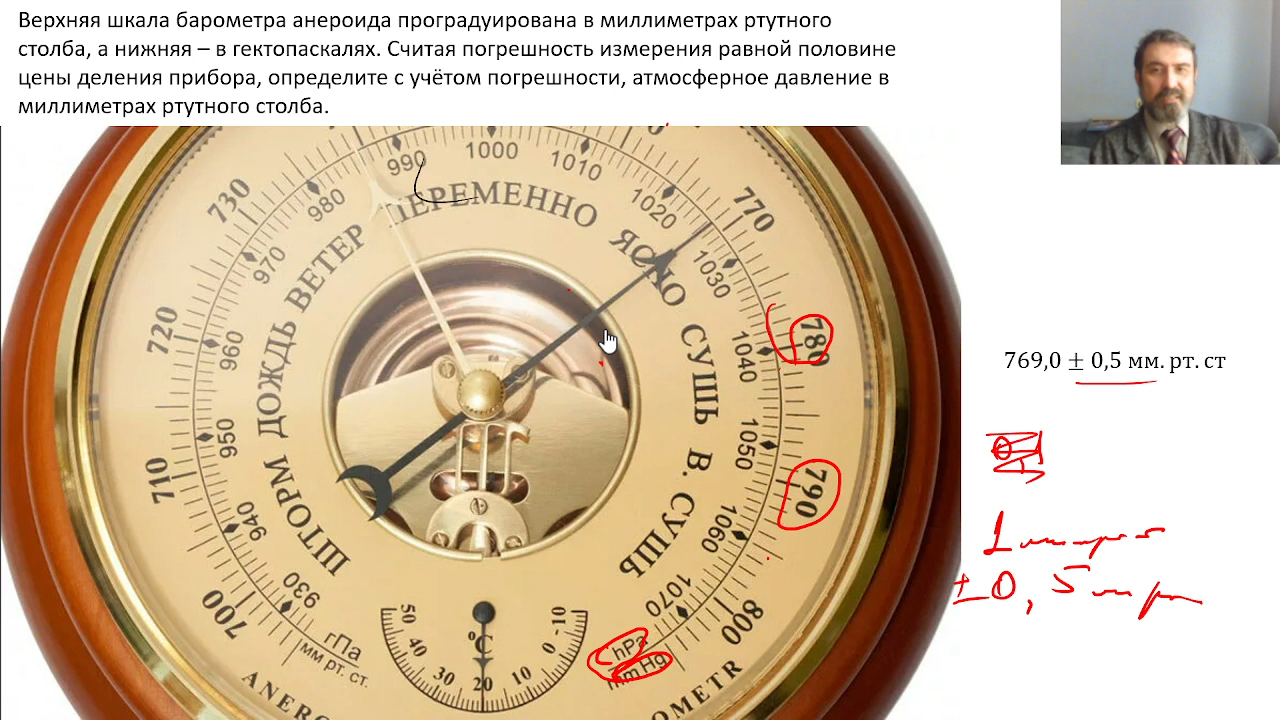 Верхняя шкала барометра анероида проградуирована в миллиметрах ртутного
столба, а нижняя – в гектопаскалях. Считая погрешность измерения равной половине
цены деления прибора, определите с учётом погрешности, атмосферное давление в
миллиметрах ртутного столба.
990 1000 1010
730 980 1020 770
ПЕРЕМЕННО
970 ВЕТЕР ЯСНО 1030
720 960 ДОЖДЬ СУШЬ 1040 780
769,0 ± 0,5 мм. рт. ст
710 950 ШТОРМ В. СУШЬ 1050 790
940 1060
700 930 1070 800
50 40 30 20 10 0 -10
°C
гПа
мм рт. ст.
hPa
mmHg
1
±0,5